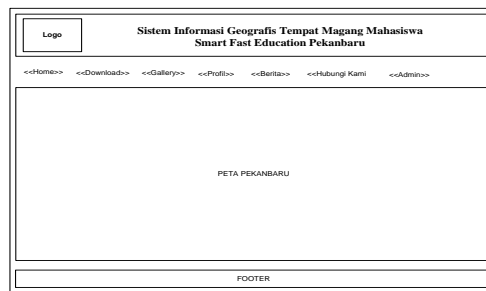 Logo
Sistem Informasi Geografis Tempat Magang Mahasiswa
Smart Fast Education Pekanbaru
<<Home>> <<Download>> <<Gallery>> <<Profil>> <<Berita>> <<Hubungi Kami <<Admin>>
PETA PEKANBARU
FOOTER